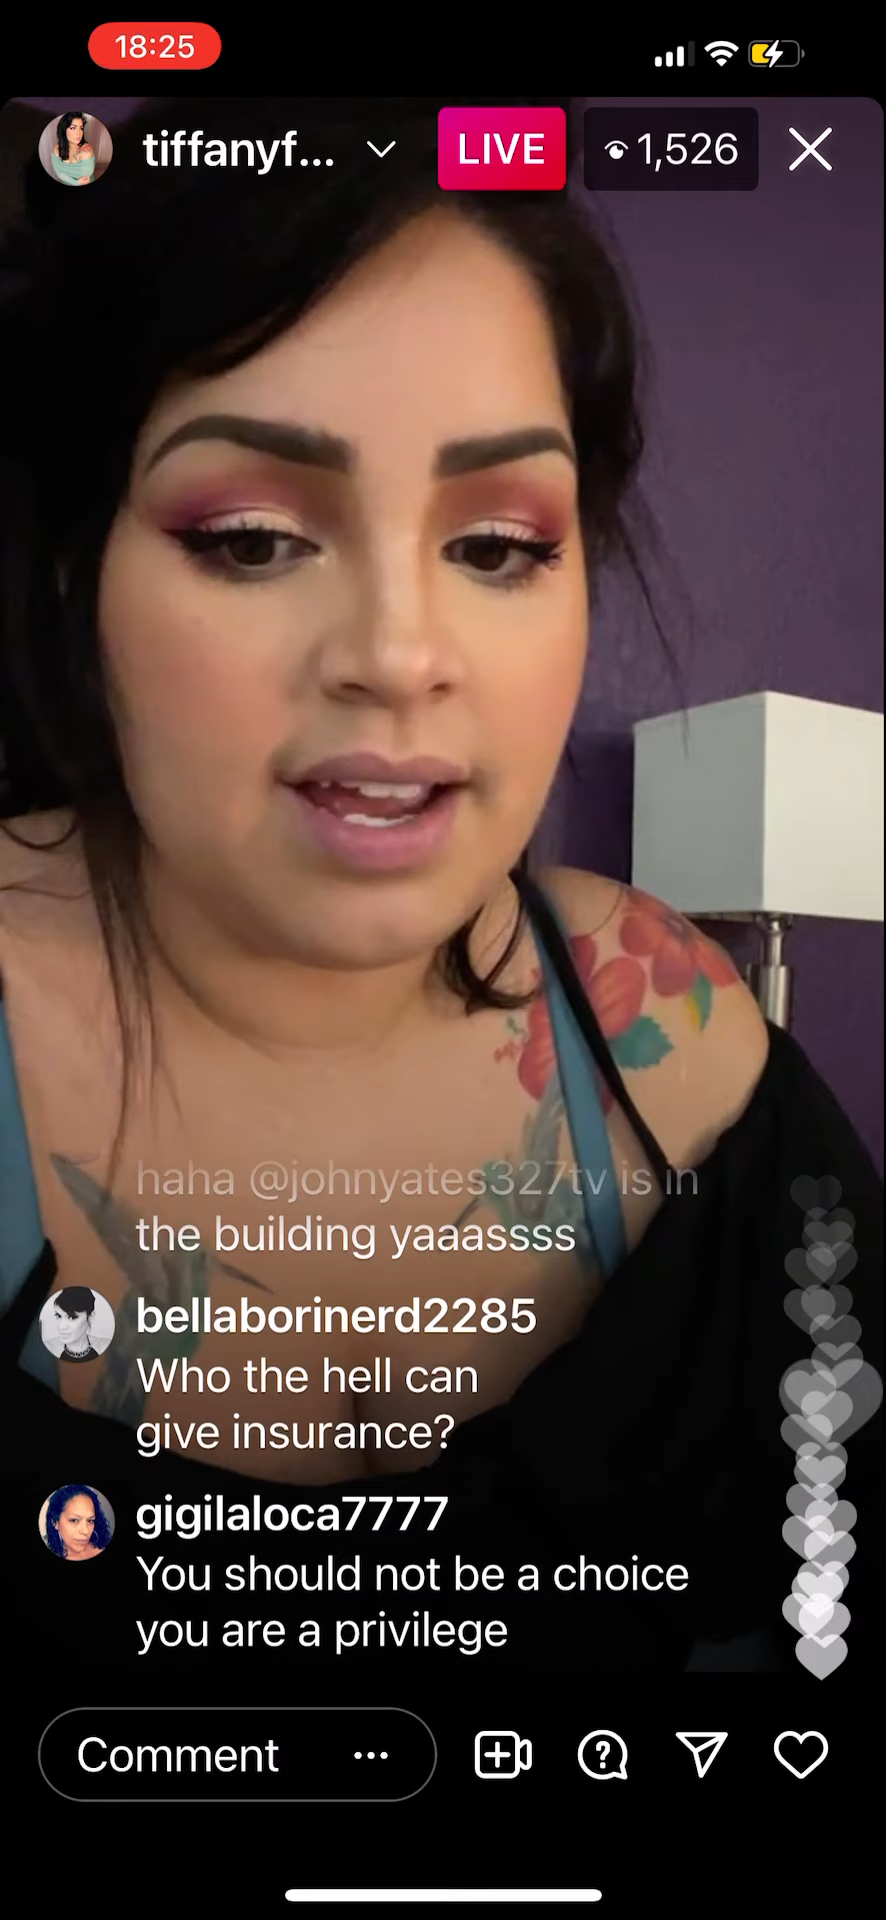 18:25
tiffanyf...
LIVE
1,526
haha @johnyates327tv is in
the building yaaassss
bellaborinerd2285
Who the hell can
give insurance?
gigilaloca7777
You should not be a choice
you are a privilege
Comment